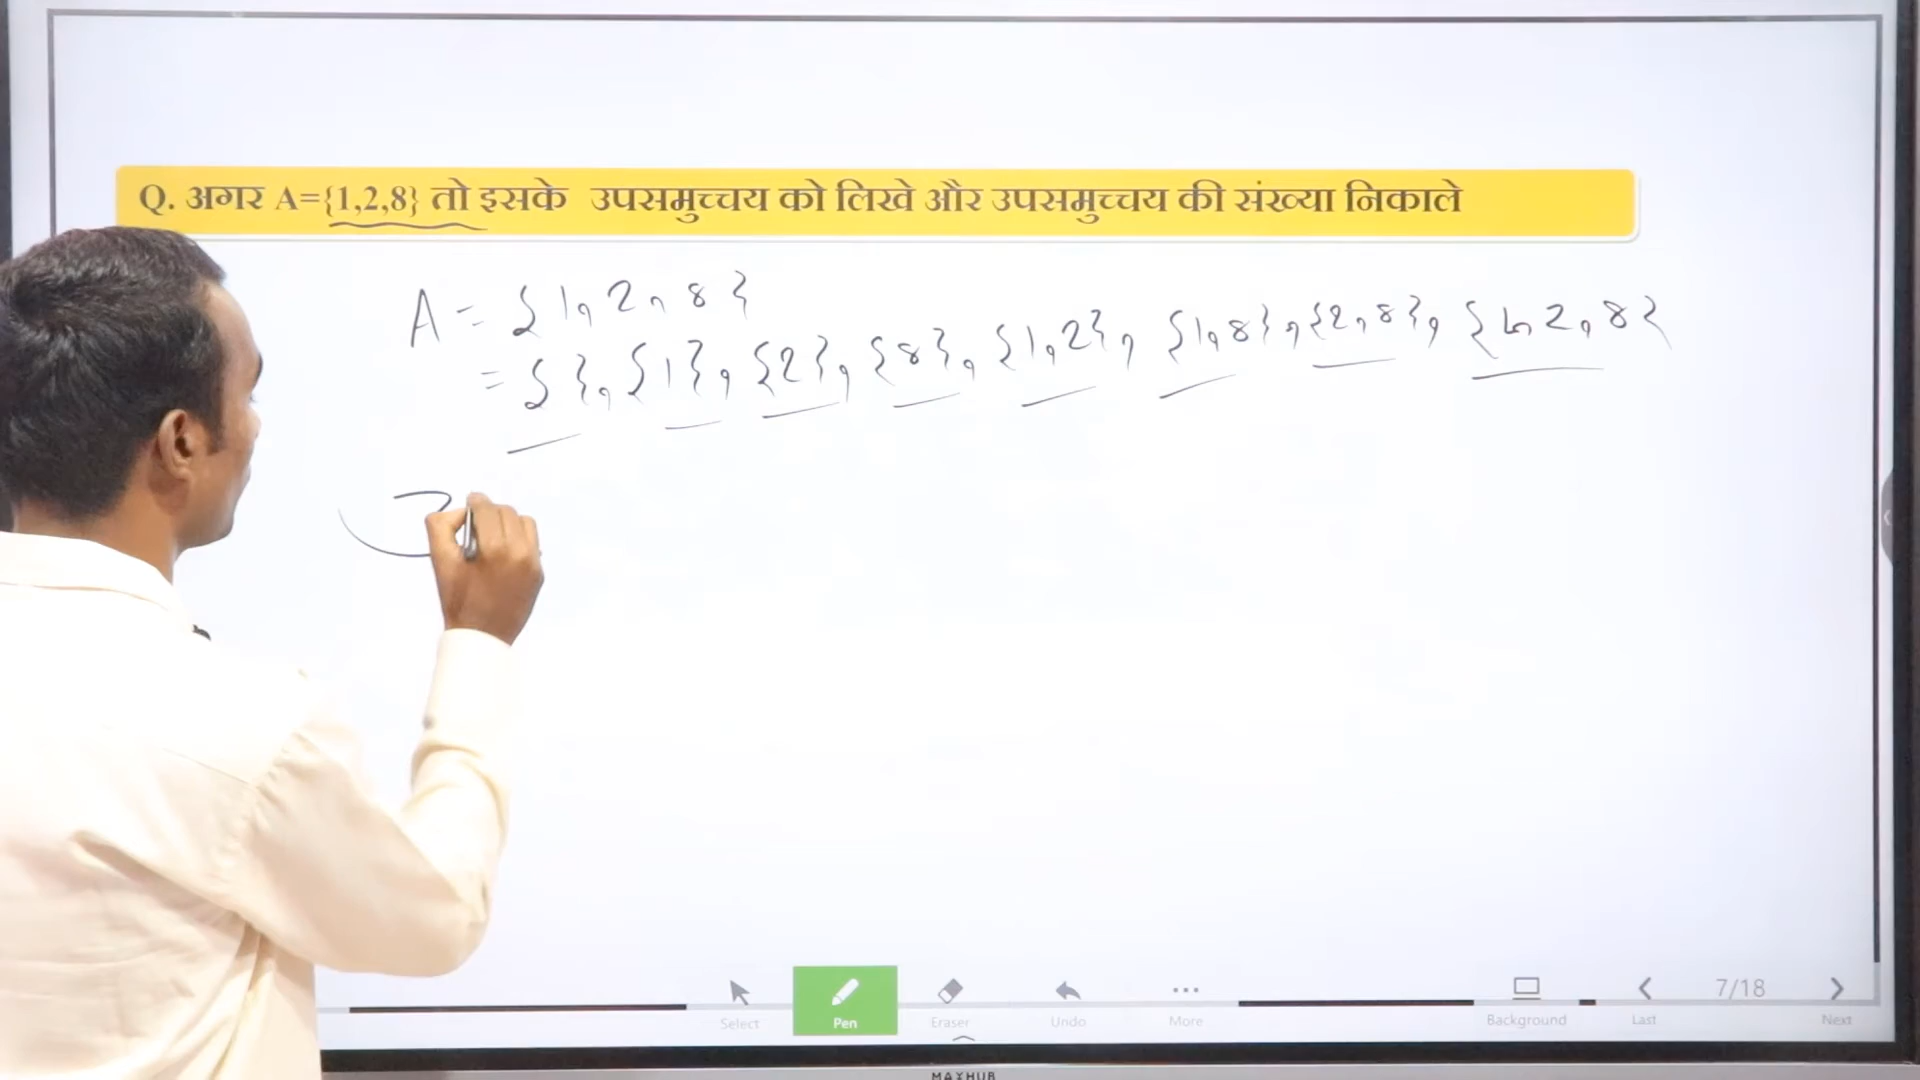 Q. अगर A={1,2,8} तो इसके उपसमुच्चय को लिखे और उपसमुच्चय की संख्या निकाले
A = {1, 2, 8}
= { }, {1}, {2}, {8}, {1, 2}, {1, 8}, {2, 8}, {1, 2, 8}
Select Pen Eraser Undo More Background Last 7/18 Next
MAXHUB